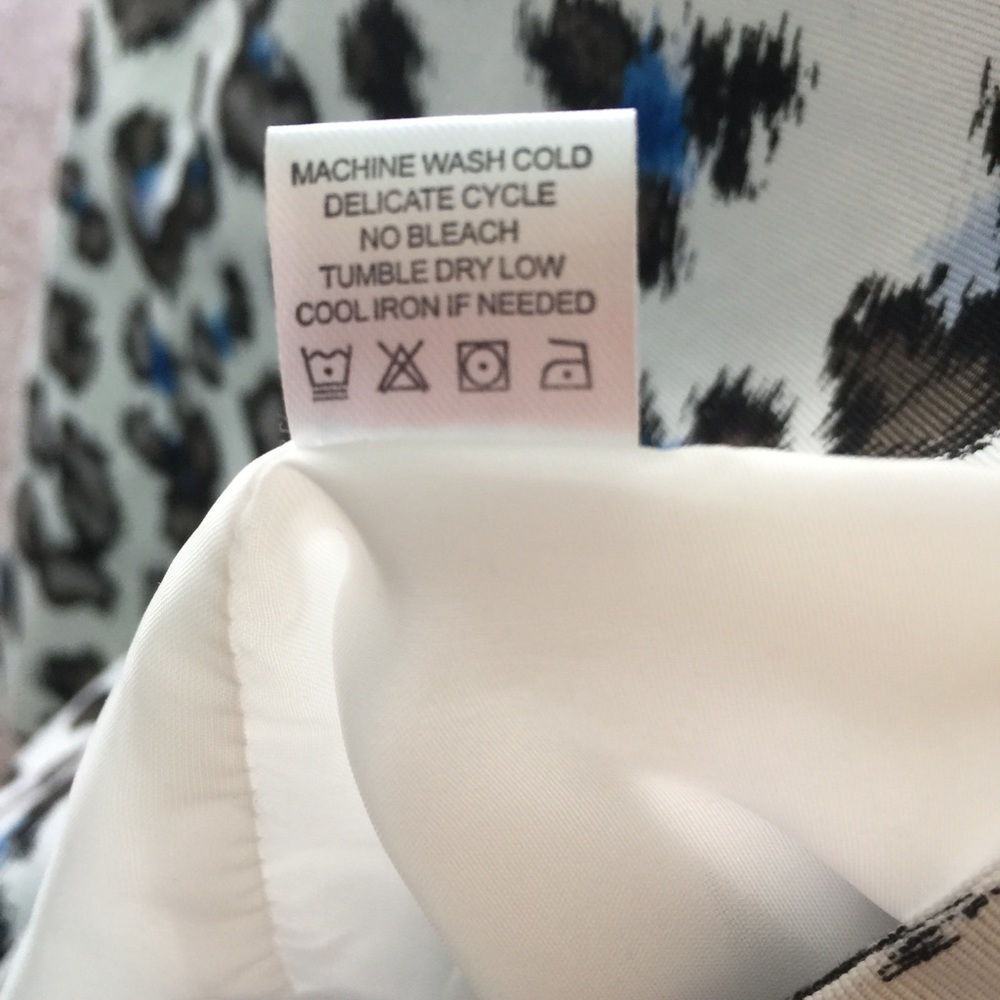 MACHINE WASH COLD
DELICATE CYCLE
NO BLEACH
TUMBLE DRY LOW
COOL IRON IF NEEDED